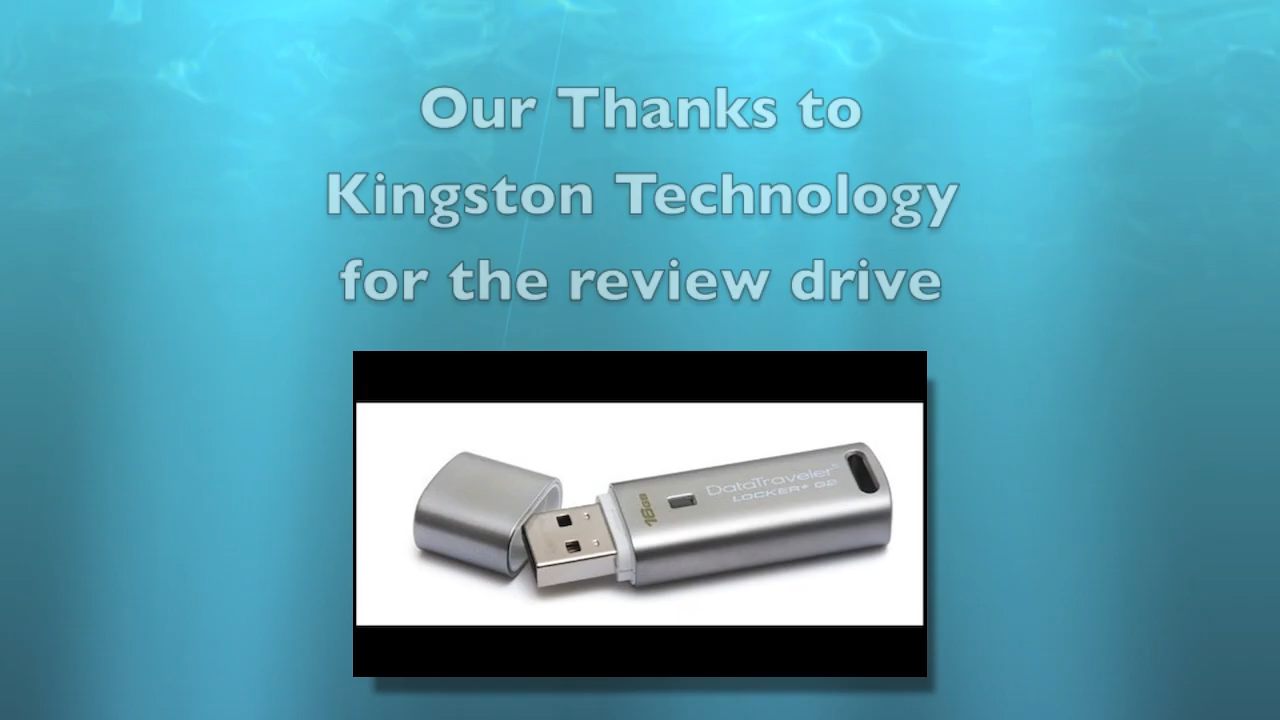 Our Thanks to
Kingston Technology
for the review drive
DataTraveler®
LOCKER+ G2
16GB